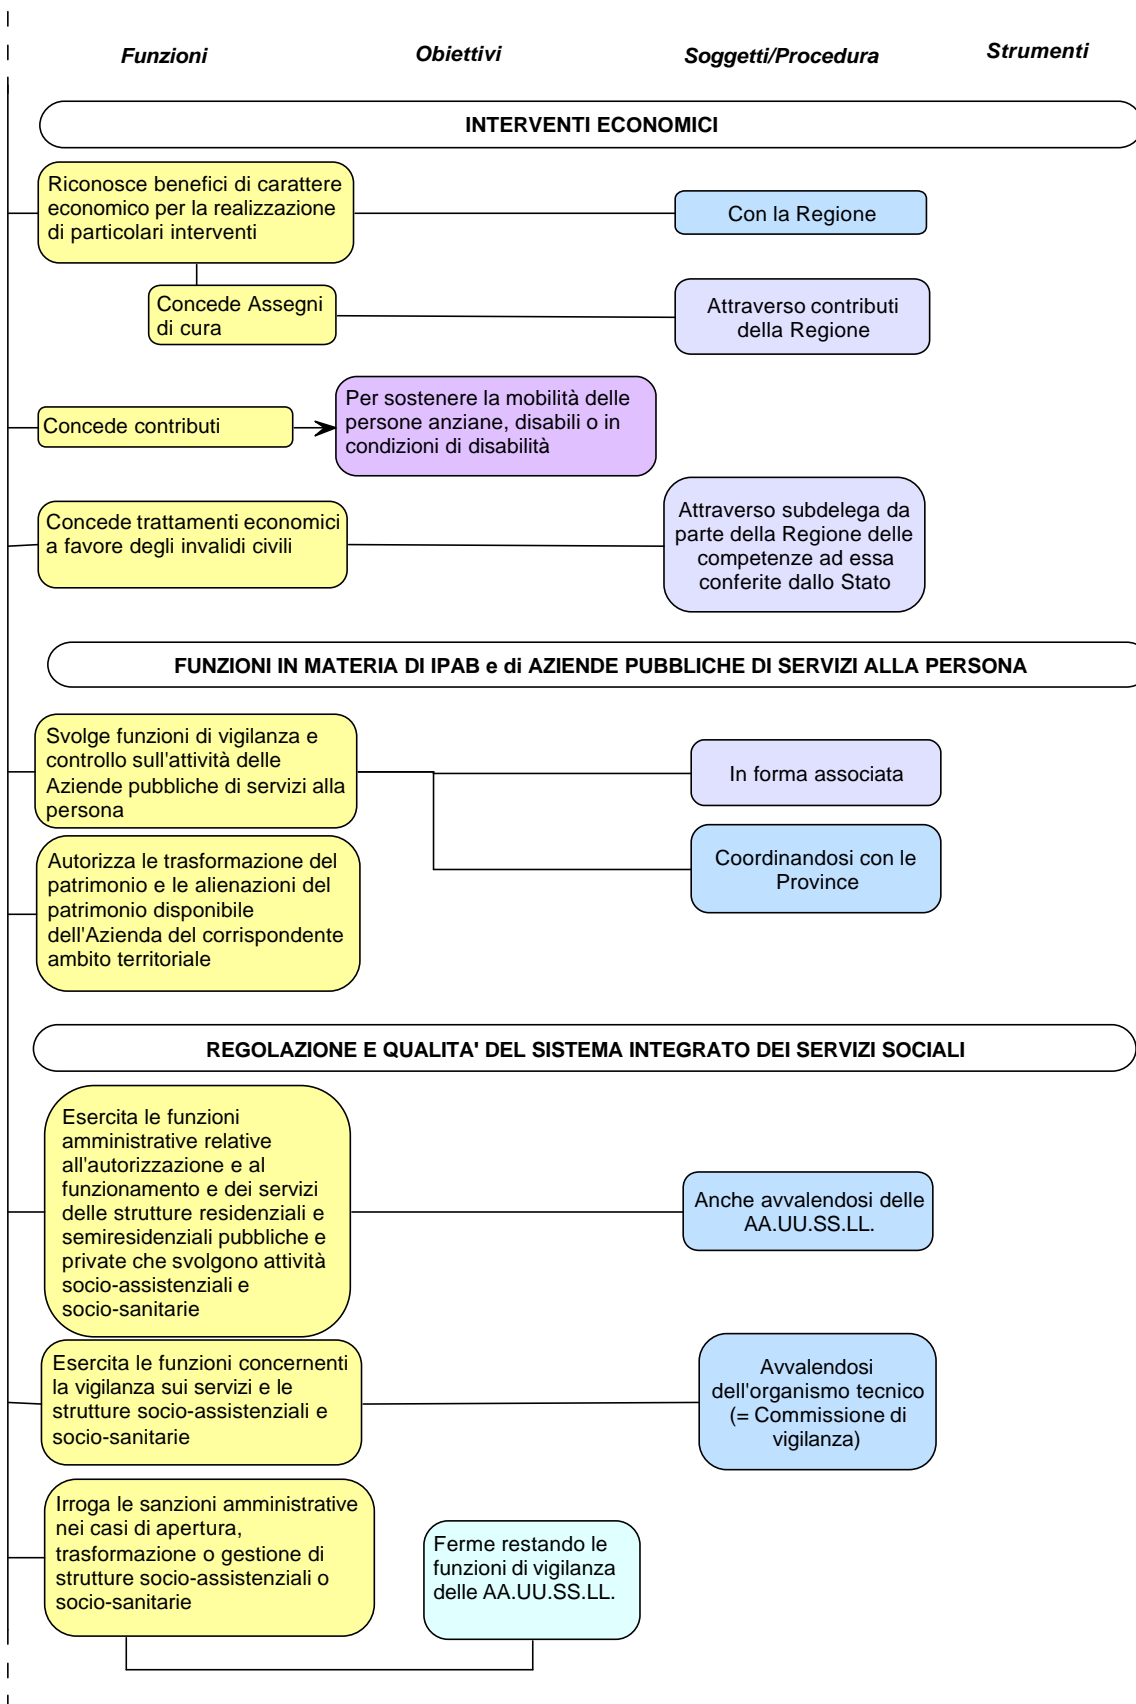 Funzioni
Obiettivi
Soggetti/Procedura
Strumenti
INTERVENTI ECONOMICI
Riconosce benefici di carattere
economico per la realizzazione
di particolari interventi
Con la Regione
Concede Assegni
di cura
Attraverso contributi
della Regione
Concede contributi
Per sostenere la mobilità delle
persone anziane, disabili o in
condizioni di disabilità
Concede trattamenti economici
a favore degli invalidi civili
Attraverso subdelega da
parte della Regione delle
competenze ad essa
conferite dallo Stato
FUNZIONI IN MATERIA DI IPAB e di AZIENDE PUBBLICHE DI SERVIZI ALLA PERSONA
Svolge funzioni di vigilanza e
controllo sull'attività delle
Aziende pubbliche di servizi alla
persona
In forma associata
Coordinandosi con le
Province
Autorizza le trasformazione del
patrimonio e le alienazioni del
patrimonio disponibile
dell'Azienda del corrispondente
ambito territoriale
REGOLAZIONE E QUALITA' DEL SISTEMA INTEGRATO DEI SERVIZI SOCIALI
Esercita le funzioni
amministrative relative
all'autorizzazione e al
funzionamento e dei servizi
delle strutture residenziali e
semiresidenziali pubbliche e
private che svolgono attività
socio-assistenziali e
socio-sanitarie
Anche avvalendosi delle
AA.UU.SS.LL.
Esercita le funzioni concernenti
la vigilanza sui servizi e le
strutture socio-assistenziali e
socio-sanitarie
Avvalendosi
dell'organismo tecnico
(= Commissione di
vigilanza)
Irroga le sanzioni amministrative
nei casi di apertura,
trasformazione o gestione di
strutture socio-assistenziali o
socio-sanitarie
Ferme restando le
funzioni di vigilanza
delle AA.UU.SS.LL.